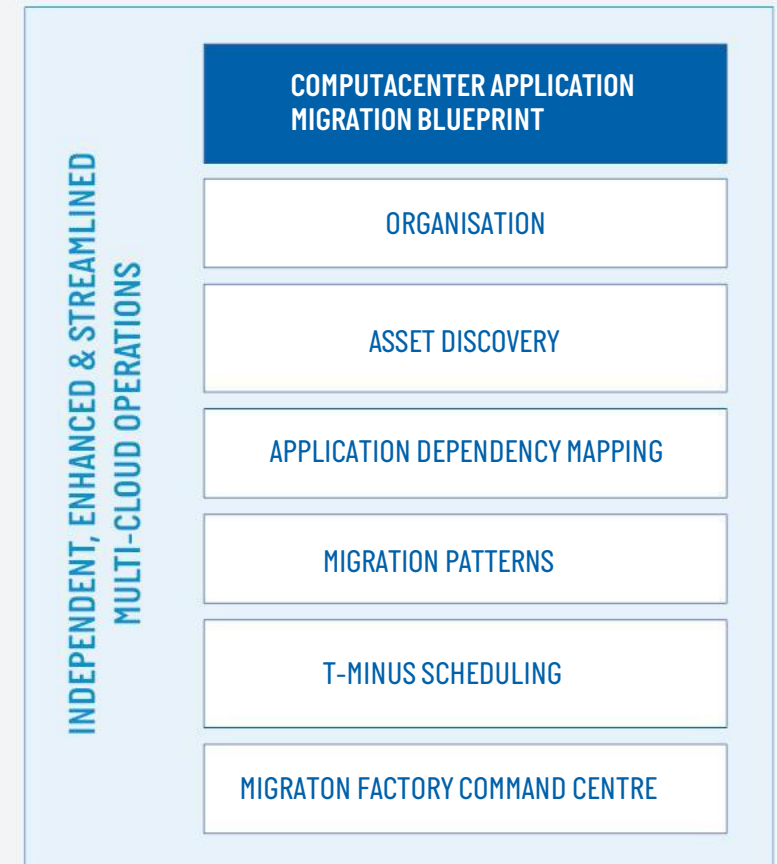 INDEPENDENT, ENHANCED & STREAMLINED
MULTI-CLOUD OPERATIONS
COMPUTACENTER APPLICATION
MIGRATION BLUEPRINT
ORGANISATION
ASSET DISCOVERY
APPLICATION DEPENDENCY MAPPING
MIGRATION PATTERNS
T-MINUS SCHEDULING
MIGRATON FACTORY COMMAND CENTRE